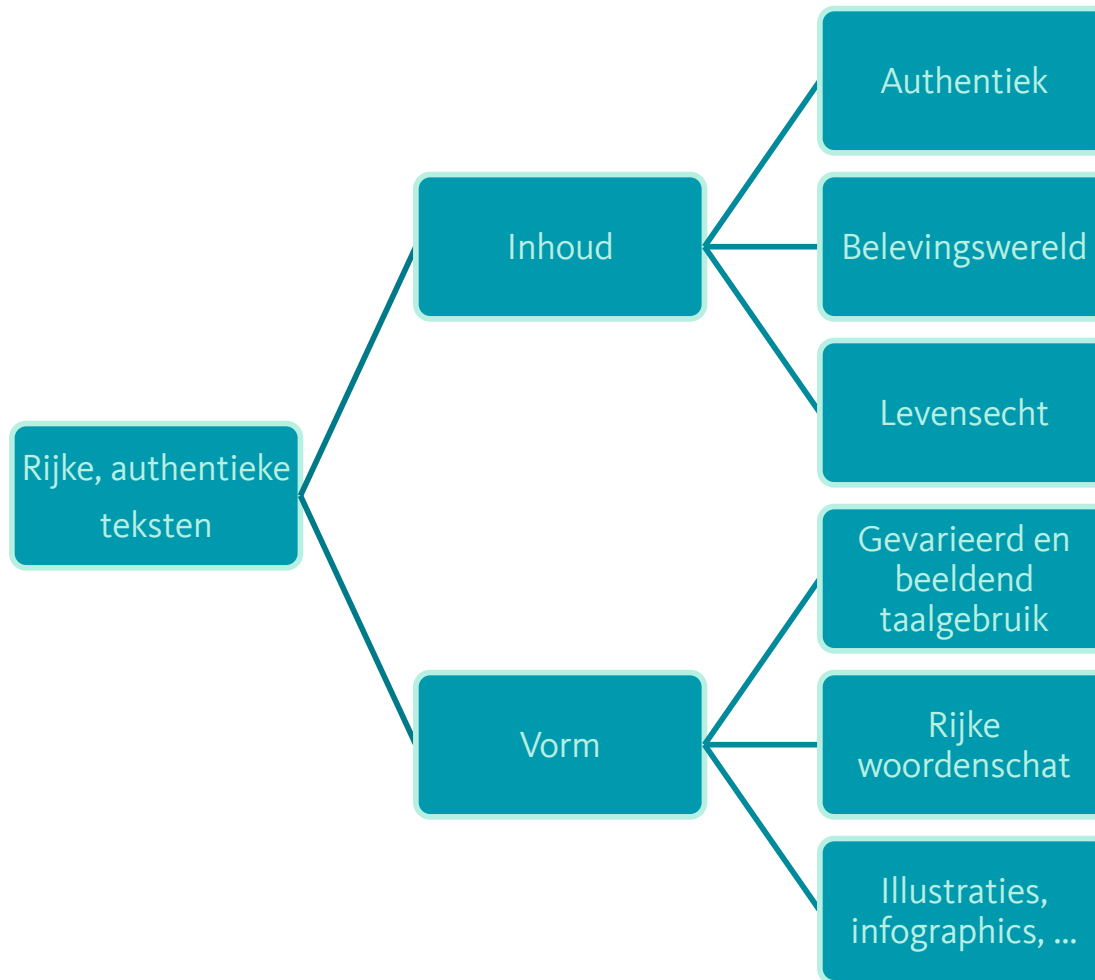 Rijke, authentieke
teksten
Inhoud
Authentiek
Belevingswereld
Levensecht
Vorm
Gevarieerd en
beeldend
taalgebruik
Rijke
woordenschat
Illustraties,
infographics, ...